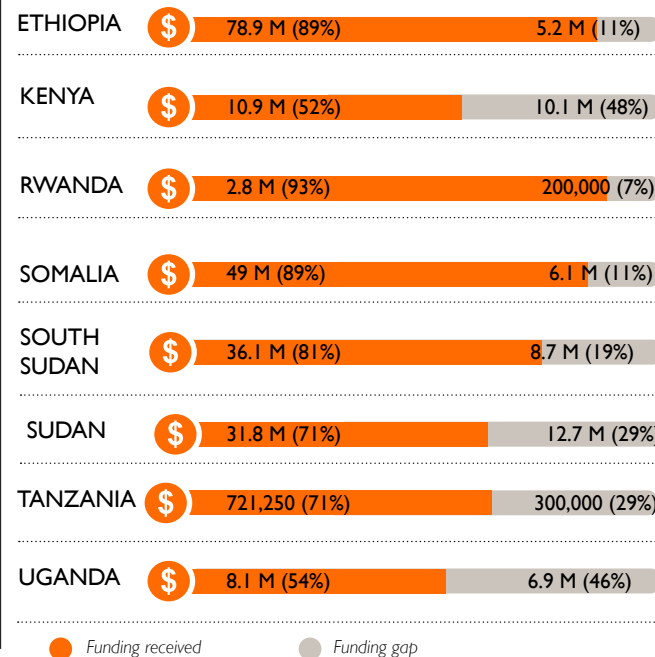 ETHIOPIA $ 78.9 M (89%) 5.2 M (11%)
KENYA $ 10.9 M (52%) 10.1 M (48%)
RWANDA $ 2.8 M (93%) 200,000 (7%)
SOMALIA $ 49 M (89%) 6.1 M (11%)
SOUTH
SUDAN $ 36.1 M (81%) 8.7 M (19%)
SUDAN $ 31.8 M (71%) 12.7 M (29%)
TANZANIA $ 721,250 (71%) 300,000 (29%)
UGANDA $ 8.1 M (54%) 6.9 M (46%)
Funding received Funding gap